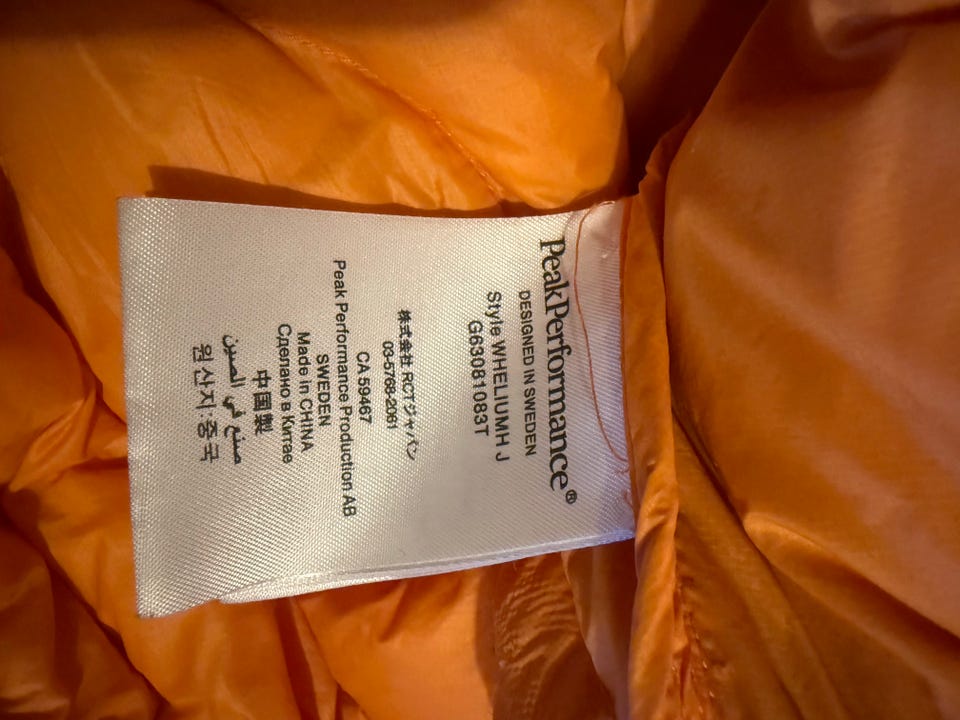 PeakPerformance®
DESIGNED IN SWEDEN
Style WHELIUMH J
G63081083T
株式会社 RCTジャパン
03-5768-2061
CA 59467
Peak Performance Production AB
SWEDEN
Made in CHINA
Сделано в Китае
中国製
صنع في الصين
원산지:중국